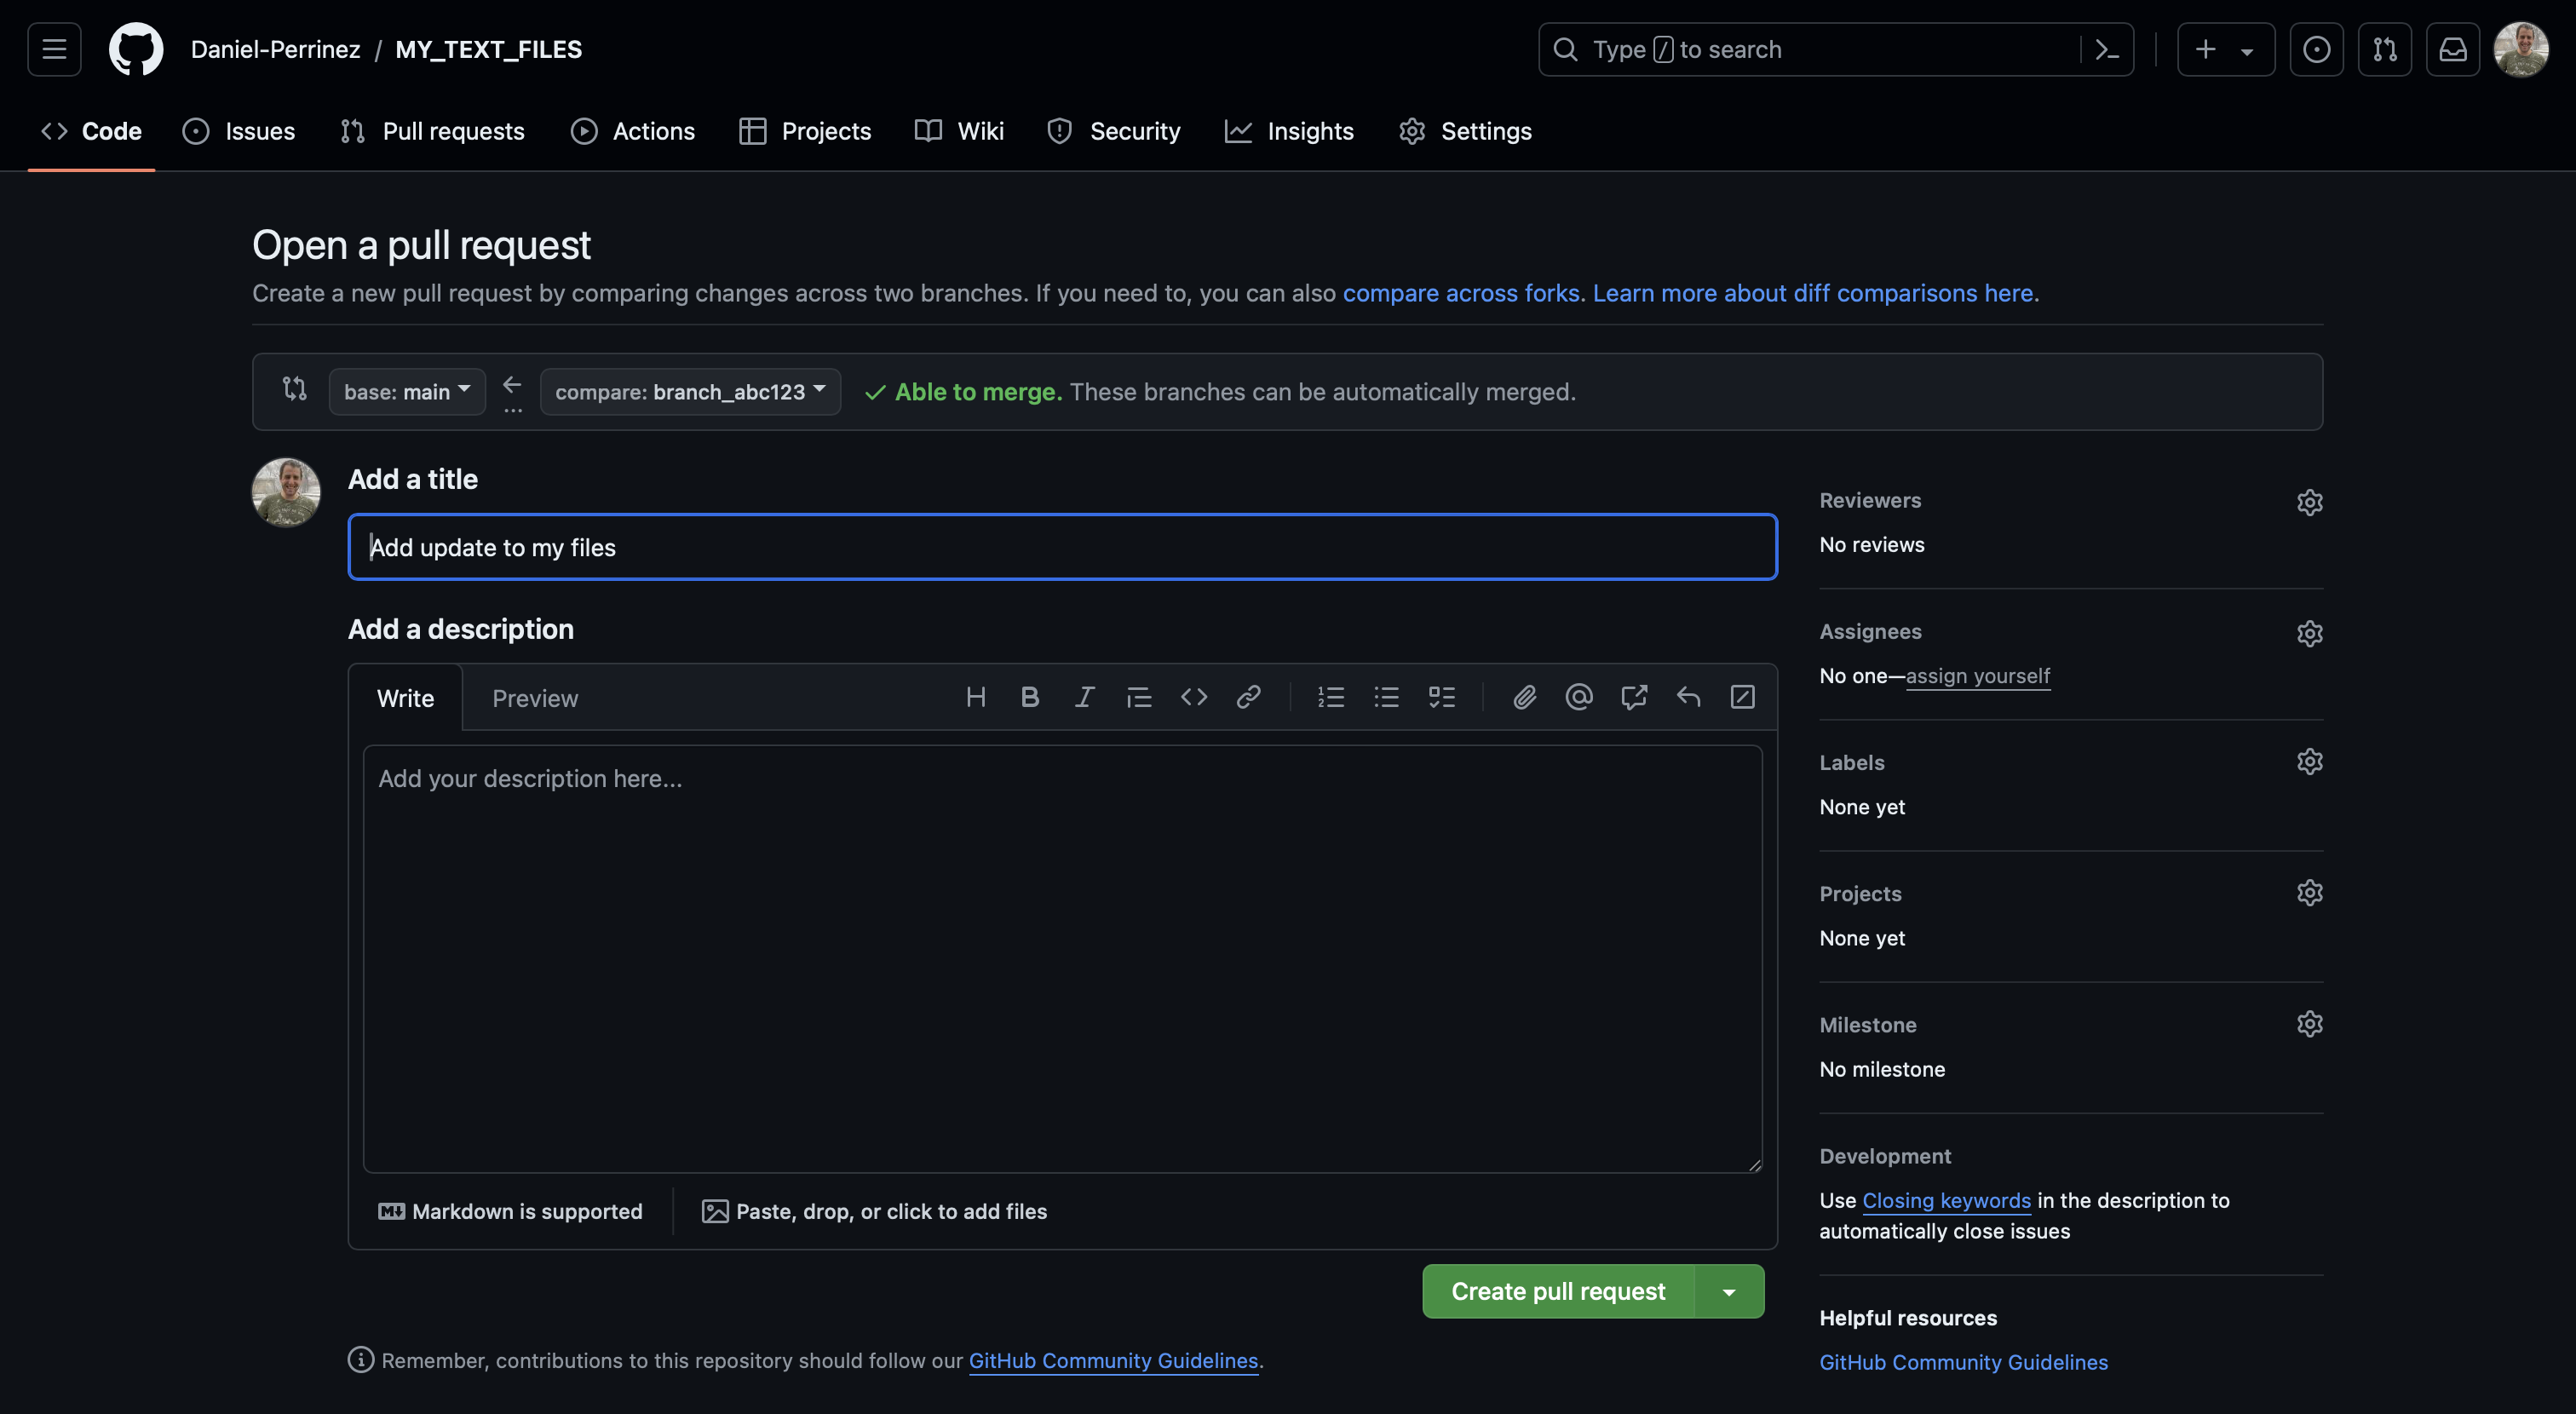 Daniel-Perrinez / MY_TEXT_FILES
Type / to search
Code Issues Pull requests Actions Projects Wiki Security Insights Settings
Open a pull request
Create a new pull request by comparing changes across two branches. If you need to, you can also compare across forks. Learn more about diff comparisons here.
base: main compare: branch_abc123 Able to merge. These branches can be automatically merged.
Add a title
Add update to my files
Add a description
Write Preview
Add your description here...
Markdown is supported Paste, drop, or click to add files
Create pull request
Remember, contributions to this repository should follow our GitHub Community Guidelines.
Reviewers
No reviews
Assignees
No one—assign yourself
Labels
None yet
Projects
None yet
Milestone
No milestone
Development
Use Closing keywords in the description to
automatically close issues
Helpful resources
GitHub Community Guidelines